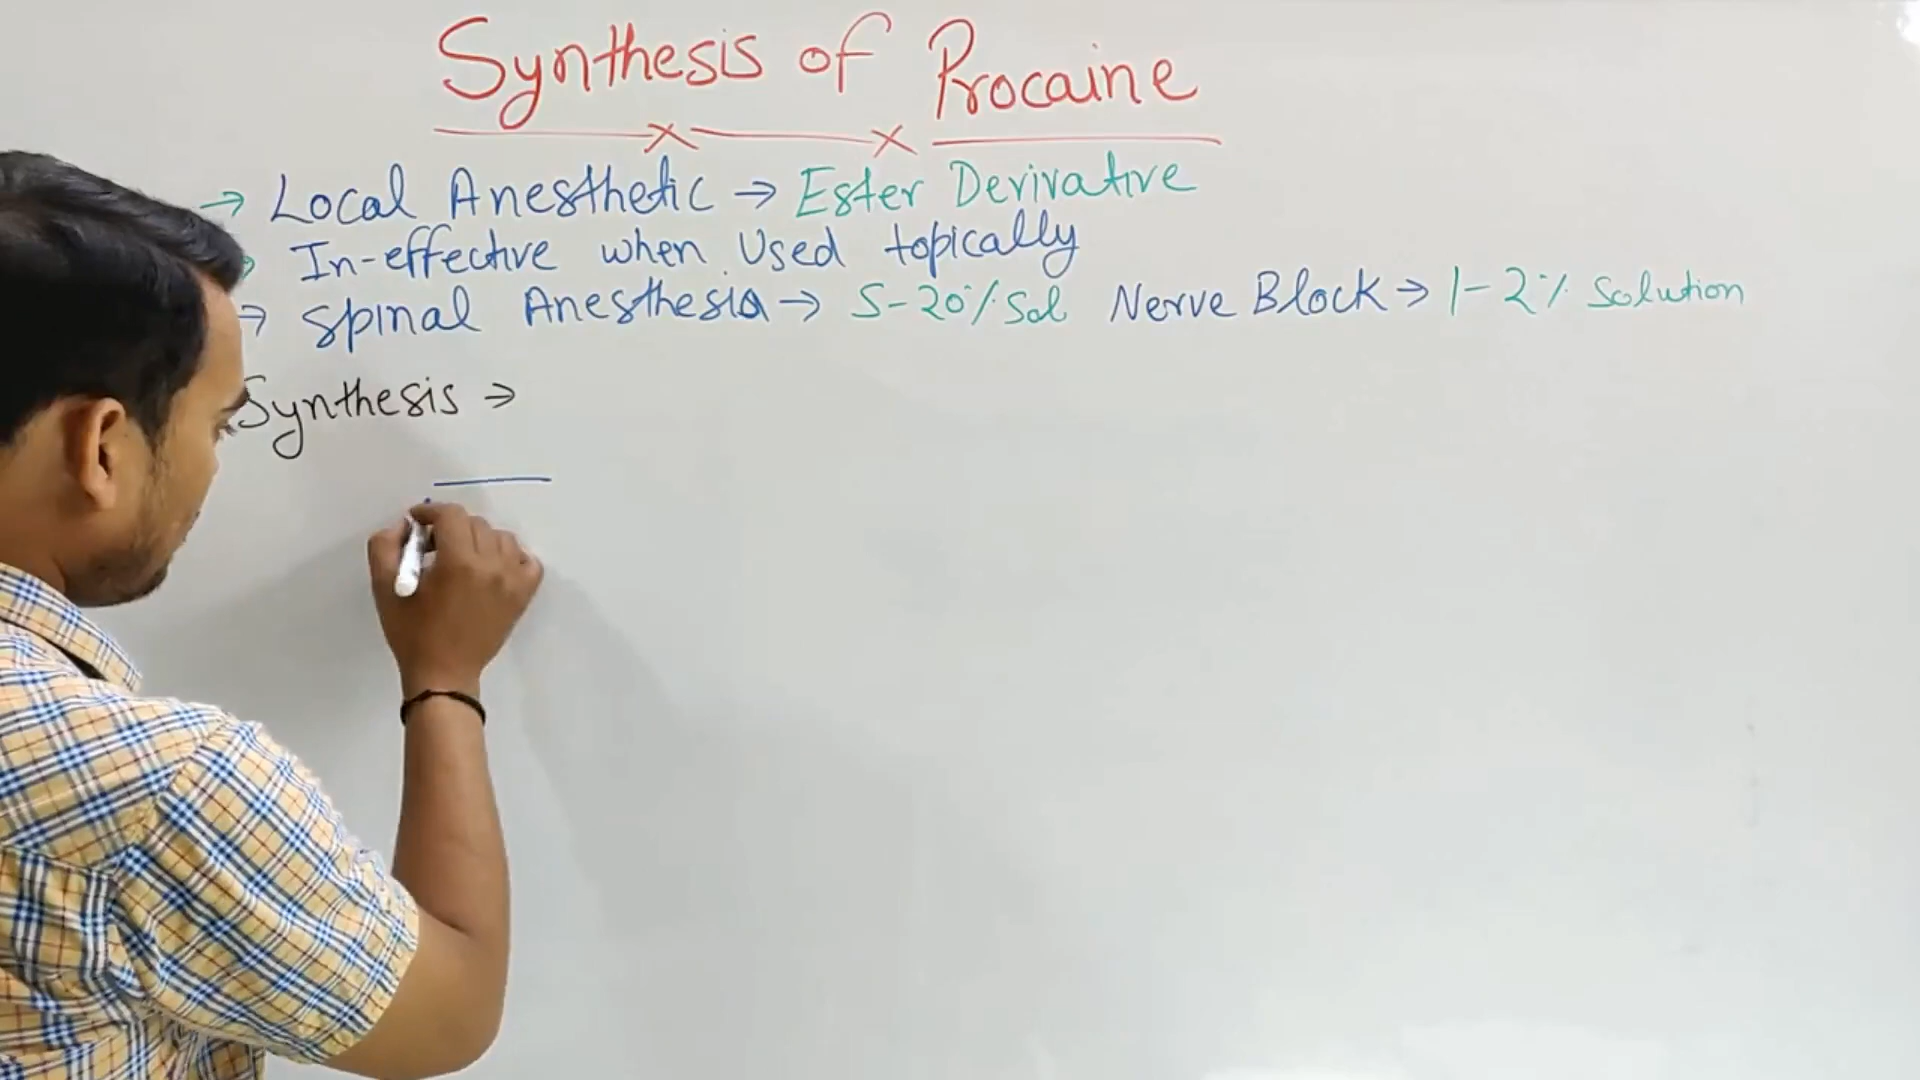 Synthesis of Procaine
→ Local Anesthetic → Ester Derivative
In-effective when Used topically
→ Spinal Anesthesia → 5-20% Sol Nerve Block → 1-2% Solution
Synthesis →